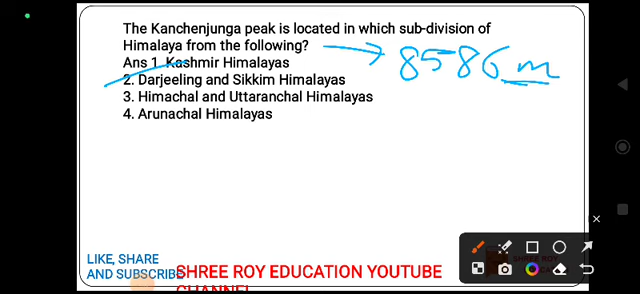 The Kanchenjunga peak is located in which sub-division of
Himalaya from the following?
8586 m
Ans 1. Kashmir Himalayas
2. Darjeeling and Sikkim Himalayas
3. Himachal and Uttaranchal Himalayas
4. Arunachal Himalayas
LIKE, SHARE
AND SUBSCRIBE
SHREE ROY EDUCATION YOUTUBE
CHANNEL